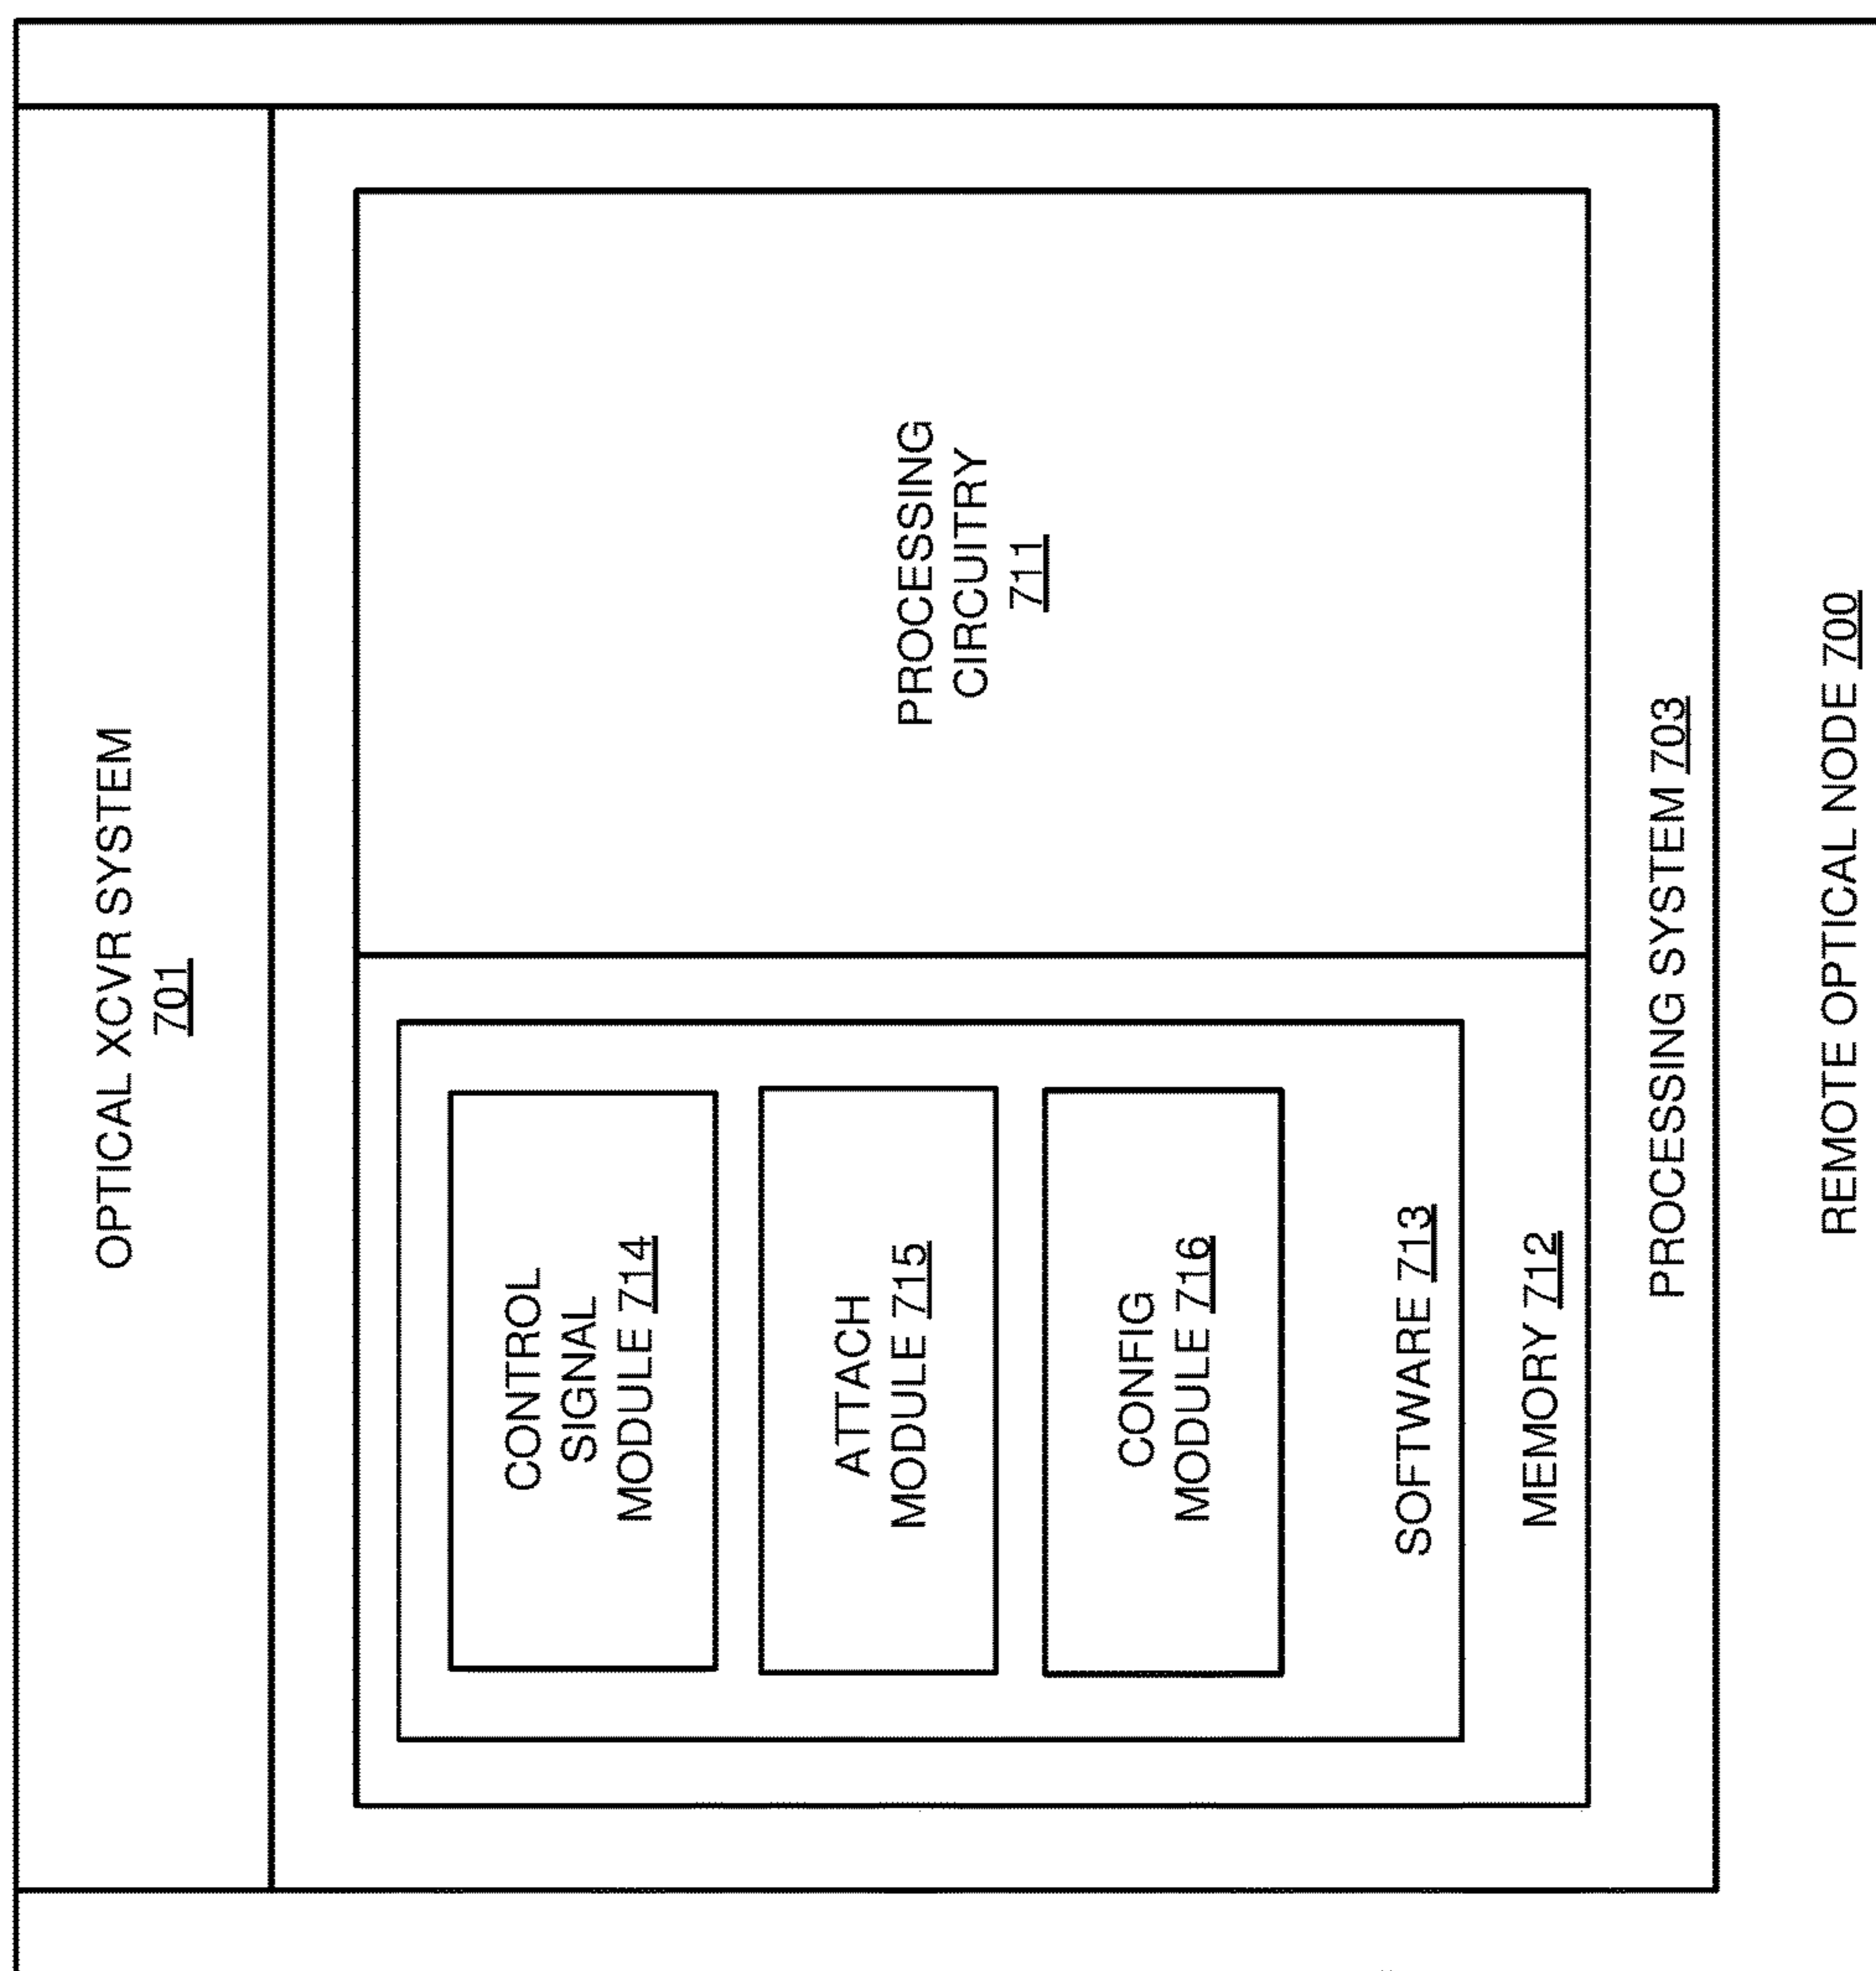 OPTICAL XCVR SYSTEM
701
CONTROL
SIGNAL
MODULE 714
ATTACH
MODULE 715
CONFIG
MODULE 716
SOFTWARE 713
MEMORY 712
PROCESSING
CIRCUITRY
711
PROCESSING SYSTEM 703
REMOTE OPTICAL NODE 700